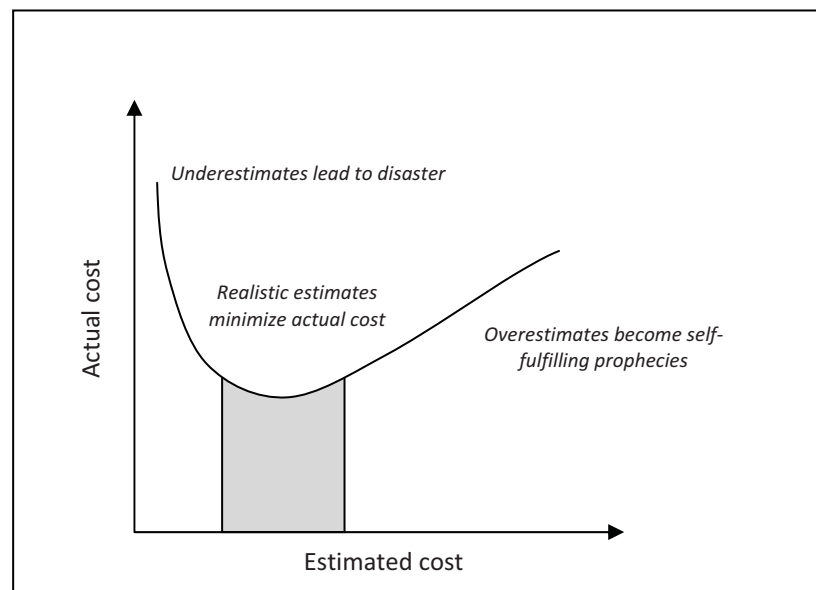 Underestimates lead to disaster
Realistic estimates
minimize actual cost
Overestimates become self-
fulfilling prophecies
Actual cost
Estimated cost